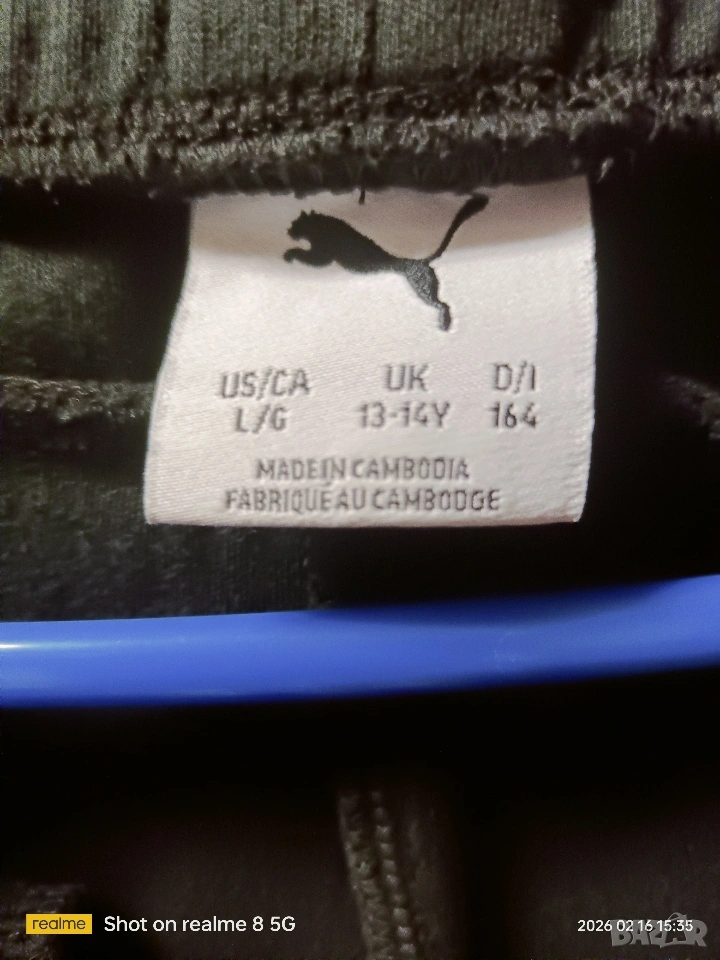 US/CA UK D/I
L/G 13-14Y 164
MADE IN CAMBODIA
FABRIQUE AU CAMBODGE
realme Shot on realme 8 5G 2026 02 16 15:35
BAZAR